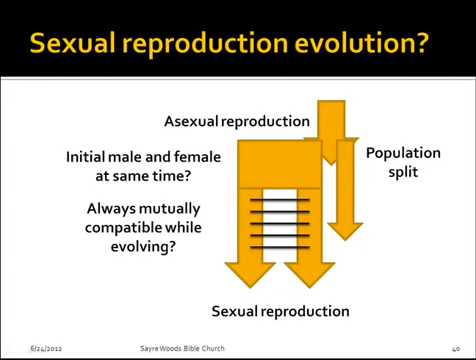 Sexual reproduction evolution?
Asexual reproduction
Initial male and female
at same time?
Population
split
Always mutually
compatible while
evolving?
Sexual reproduction
6/24/2012
Sayre Woods Bible Church
40